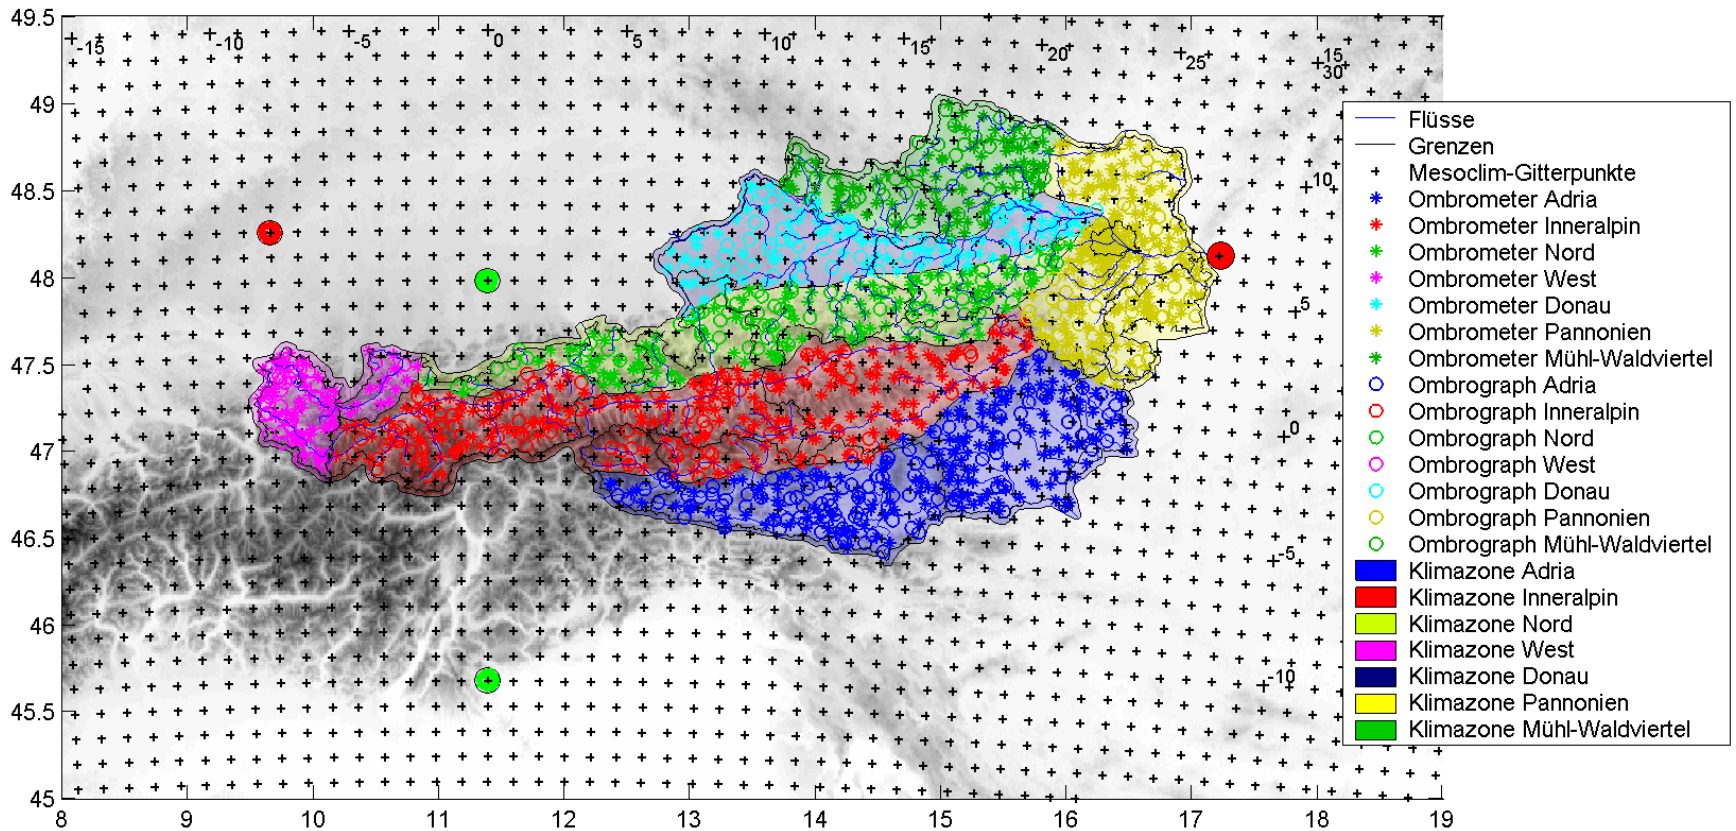 49.5
-15
-10
-5
0
5
10
15
20
25
15
30
49
48.5
10
48
5
47.5
0
47
46.5
-5
46
-10
45.5
45
8
9
10
11
12
13
14
15
16
17
18
19
Flüsse
Grenzen
Mesoclim-Gitterpunkte
Ombrometer Adria
Ombrometer Inneralpin
Ombrometer Nord
Ombrometer West
Ombrometer Donau
Ombrometer Pannonien
Ombrometer Mühl-Waldviertel
Ombrograph Adria
Ombrograph Inneralpin
Ombrograph Nord
Ombrograph West
Ombrograph Donau
Ombrograph Pannonien
Ombrograph Mühl-Waldviertel
Klimazone Adria
Klimazone Inneralpin
Klimazone Nord
Klimazone West
Klimazone Donau
Klimazone Pannonien
Klimazone Mühl-Waldviertel